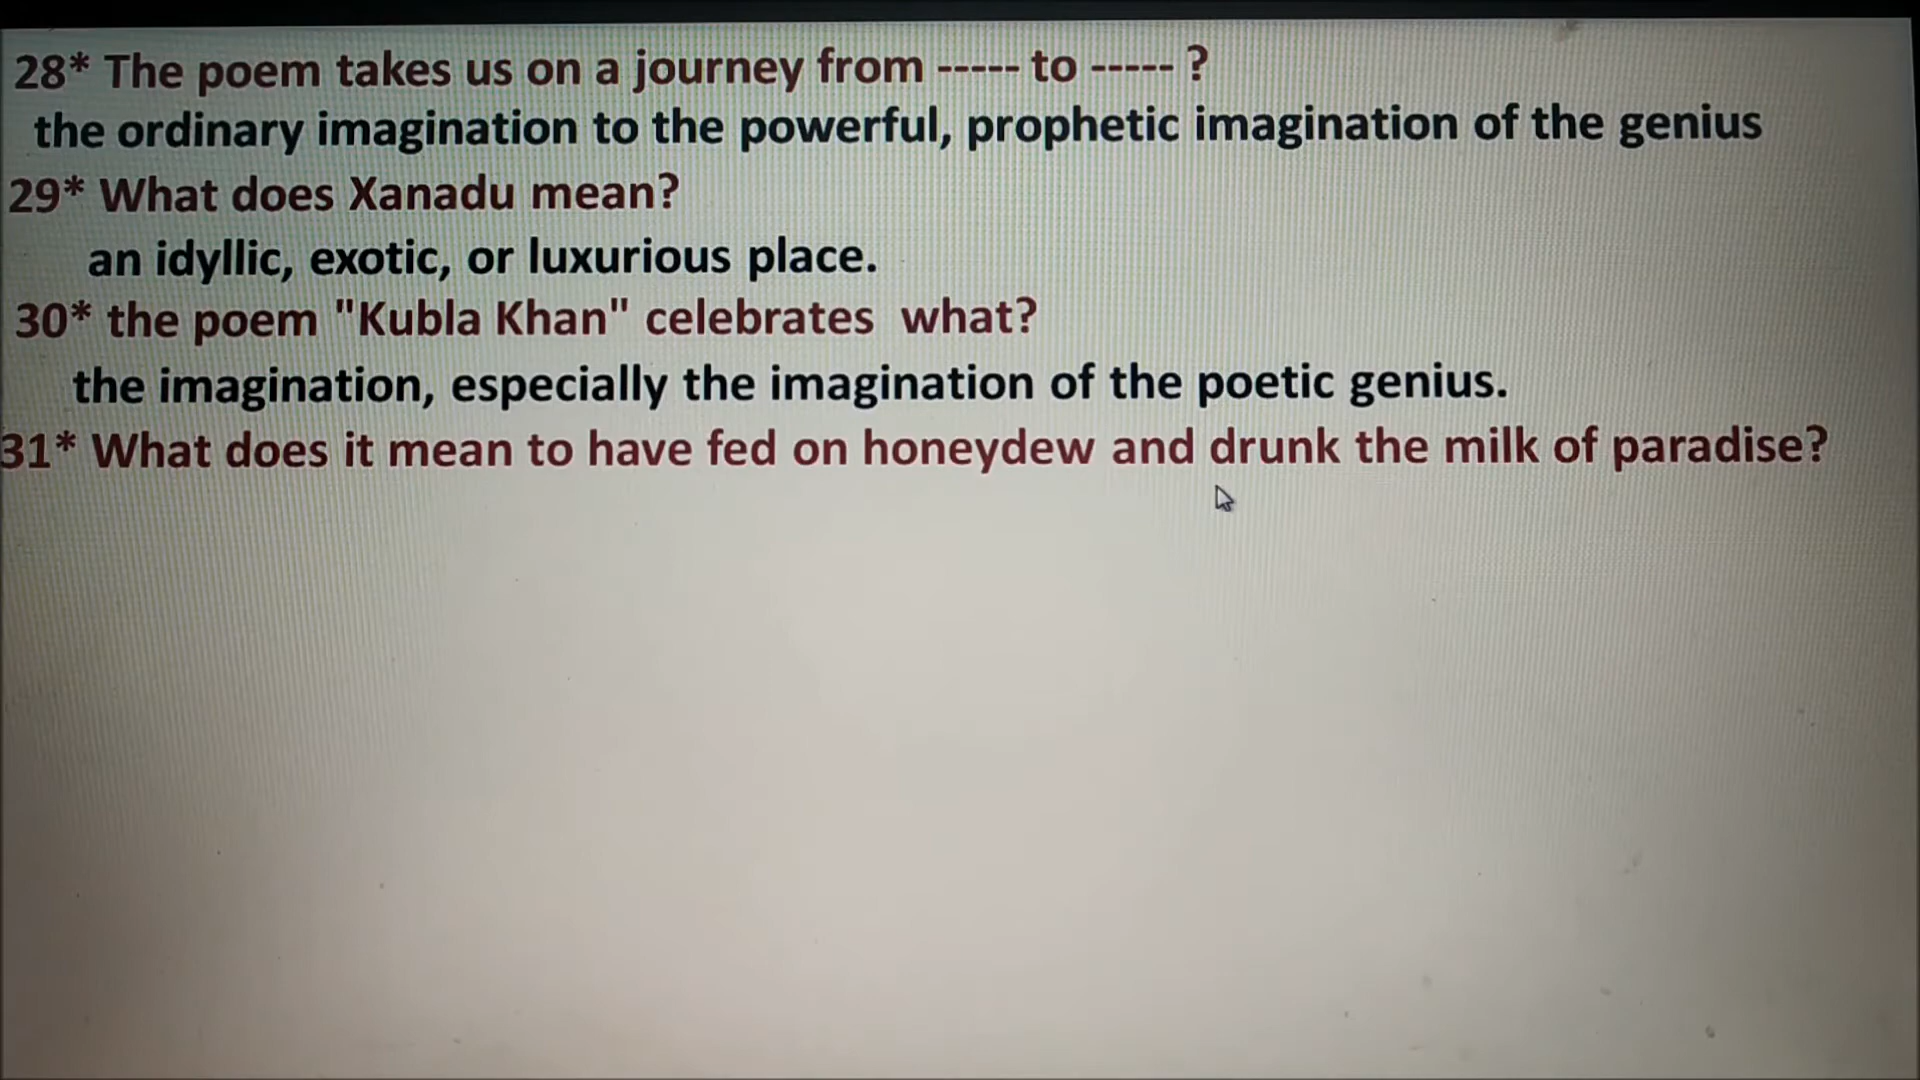 28* The poem takes us on a journey from ----- to ----- ?
the ordinary imagination to the powerful, prophetic imagination of the genius
29* What does Xanadu mean?
an idyllic, exotic, or luxurious place.
30* the poem "Kubla Khan" celebrates what?
the imagination, especially the imagination of the poetic genius.
31* What does it mean to have fed on honeydew and drunk the milk of paradise?